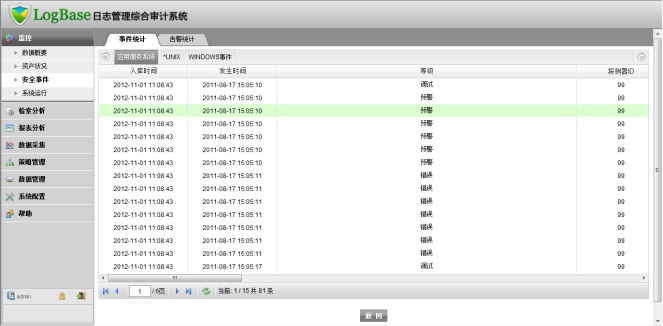 LogBase日志管理综合审计系统
监控
数据概要
资产状况
安全事件
系统运行
检索分析
报表分析
数据采集
策略管理
数据管理
系统配置
帮助
admin
事件统计 告警统计
应用服务系统 *UNIX WINDOWS事件
入库时间 发生时间 等级 探测器ID
2012-11-01 11:08:43 2011-08-17 15:05:10 调试 99
2012-11-01 11:08:43 2011-08-17 15:05:10 预警 99
2012-11-01 11:08:43 2011-08-17 15:05:10 预警 99
2012-11-01 11:08:43 2011-08-17 15:05:10 预警 99
2012-11-01 11:08:43 2011-08-17 15:05:10 预警 99
2012-11-01 11:08:43 2011-08-17 15:05:10 预警 99
2012-11-01 11:08:43 2011-08-17 15:05:10 预警 99
2012-11-01 11:08:43 2011-08-17 15:05:11 错误 99
2012-11-01 11:08:43 2011-08-17 15:05:11 错误 99
2012-11-01 11:08:43 2011-08-17 15:05:11 错误 99
2012-11-01 11:08:43 2011-08-17 15:05:11 错误 99
2012-11-01 11:08:43 2011-08-17 15:05:11 错误 99
2012-11-01 11:08:43 2011-08-17 15:05:11 错误 99
2012-11-01 11:08:43 2011-08-17 15:05:11 错误 99
2012-11-01 11:08:43 2011-08-17 15:05:17 调试 99
1 / 6页 当前: 1 / 15 共 81 条
返 回